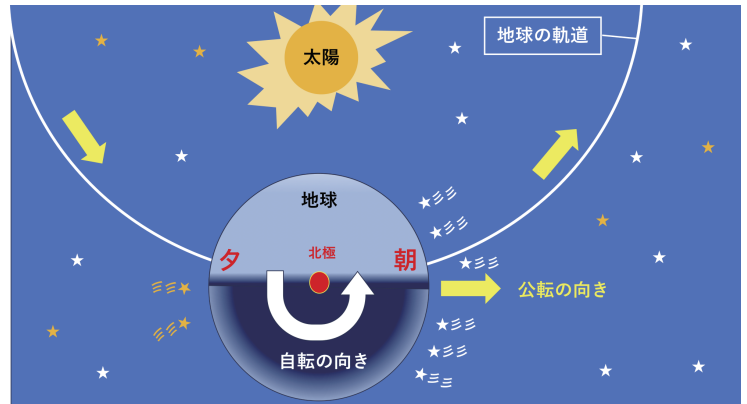 太陽
地球の軌道
地球
夕
北極
朝
公転の向き
自転の向き